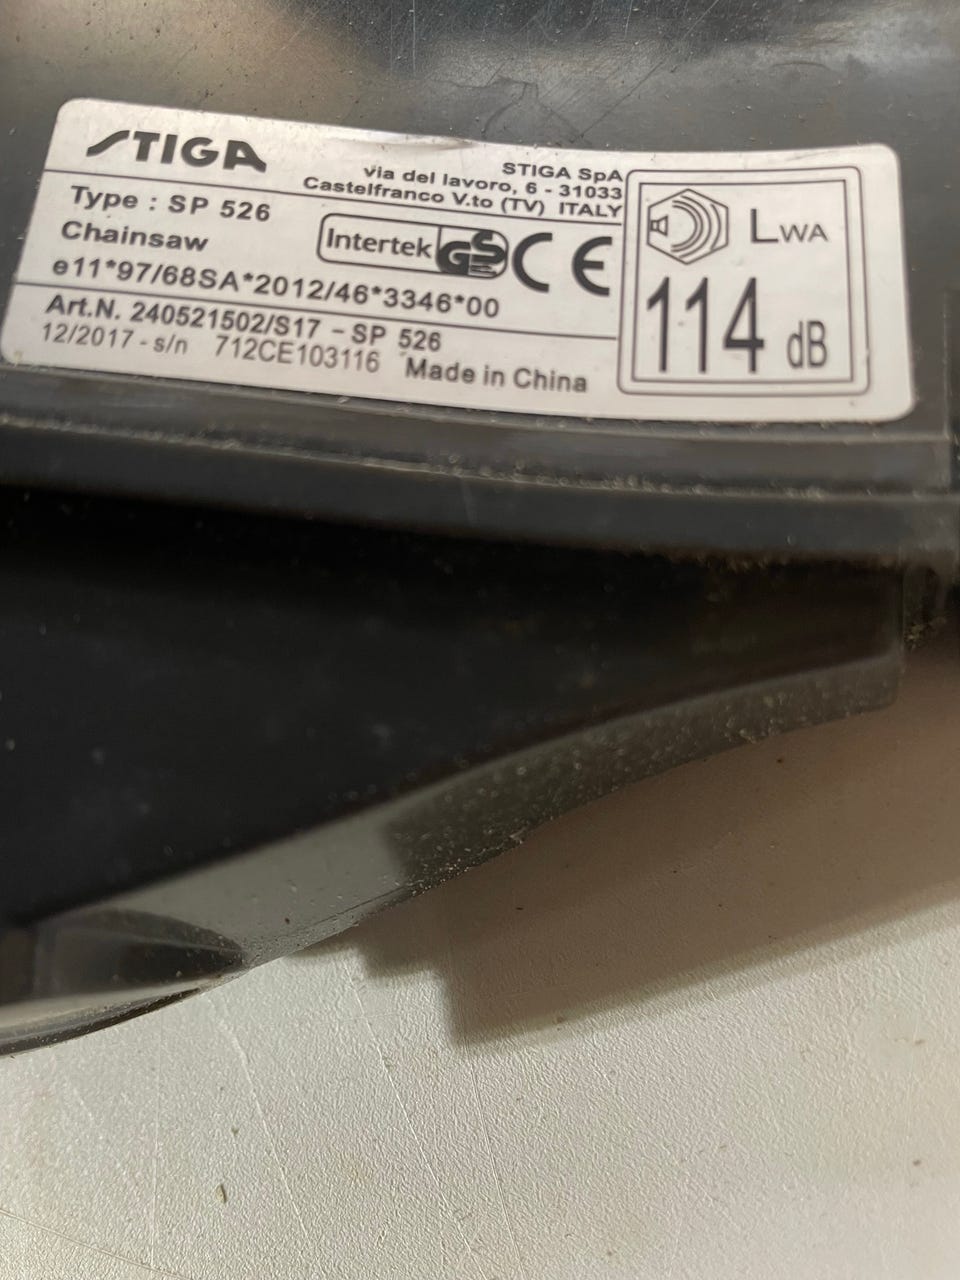 STIGA
STIGA SpA
via del lavoro, 6 - 31033
Castelfranco V.to (TV) ITALY
Type : SP 526
Chainsaw
Intertek GS CE
e11*97/68SA*2012/46*3346*00
Art.N. 240521502/S17 - SP 526
12/2017 - s/n 712CE103116 Made in China
LWA
114 dB